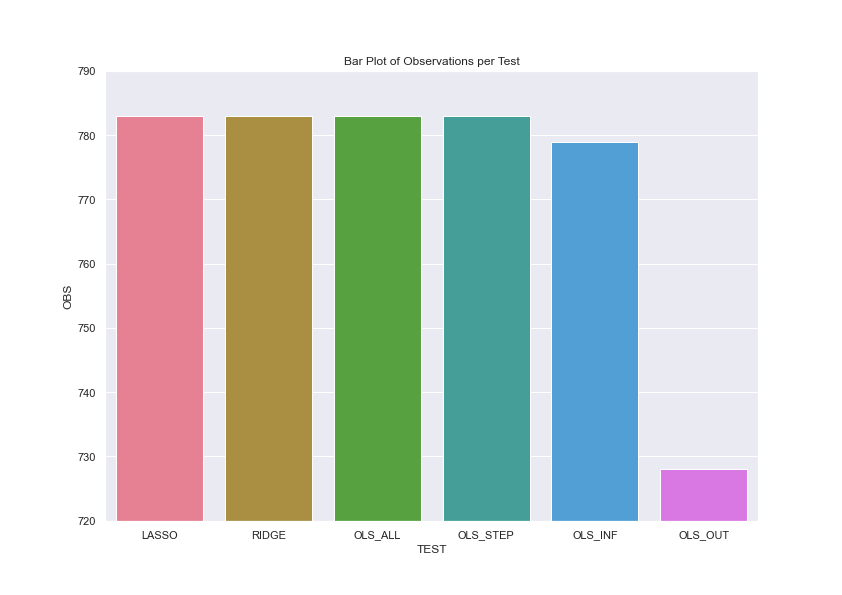 Bar Plot of Observations per Test
790
780
770
760
750
740
730
720
OBS
LASSO RIDGE OLS_ALL OLS_STEP OLS_INF OLS_OUT
TEST